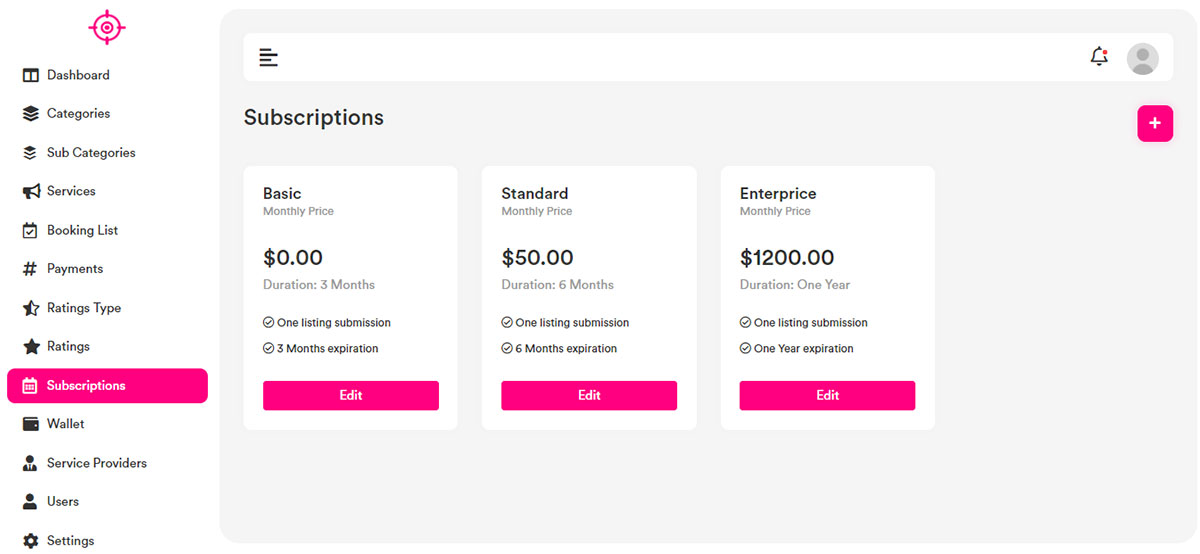 Dashboard
Categories
Sub Categories
Services
Booking List
Payments
Ratings Type
Ratings
Subscriptions
Wallet
Service Providers
Users
Settings
Subscriptions
+
Basic
Monthly Price
$0.00
Duration: 3 Months
One listing submission
3 Months expiration
Edit
Standard
Monthly Price
$50.00
Duration: 6 Months
One listing submission
6 Months expiration
Edit
Enterprice
Monthly Price
$1200.00
Duration: One Year
One listing submission
One Year expiration
Edit